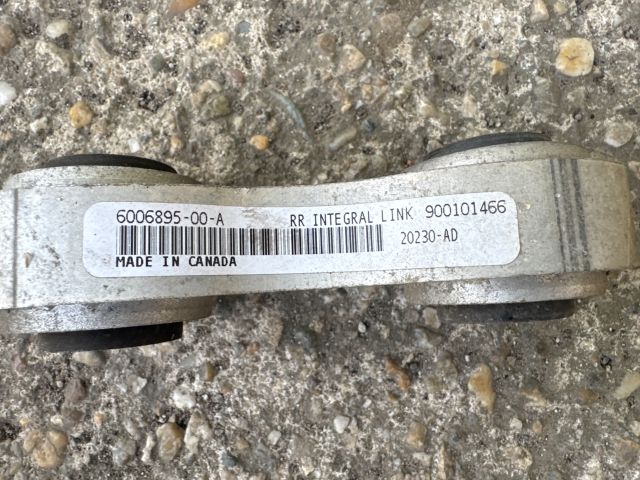 6006895-00-A RR INTEGRAL LINK 900101466
20230-AD
MADE IN CANADA